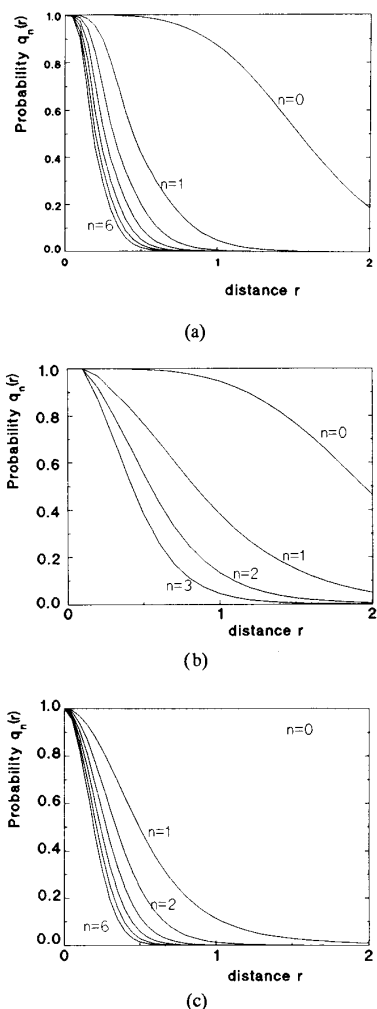 Probability qn(r)
1.0
0.8
0.6
0.4
0.2
0.0
n=0
n=1
n=6
0
1
2
distance r
(a)
Probability qn(r)
1.0
0.8
0.6
0.4
0.2
0.0
n=0
n=1
n=2
n=3
0
1
2
distance r
(b)
Probability qn(r)
1.0
0.8
0.6
0.4
0.2
0.0
n=0
n=1
n=2
n=6
0
1
2
distance r
(c)